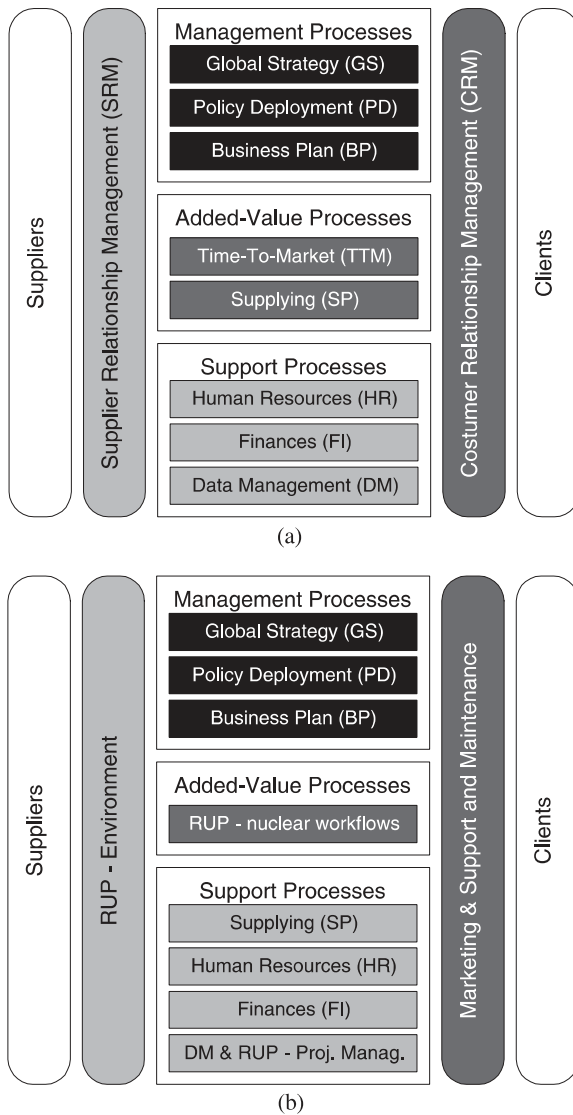 Suppliers
Supplier Relationship Management (SRM)
Management Processes
Global Strategy (GS)
Policy Deployment (PD)
Business Plan (BP)
Added-Value Processes
Time-To-Market (TTM)
Supplying (SP)
Support Processes
Human Resources (HR)
Finances (FI)
Data Management (DM)
Costumer Relationship Management (CRM)
Clients
(a)
Suppliers
RUP - Environment
Management Processes
Global Strategy (GS)
Policy Deployment (PD)
Business Plan (BP)
Added-Value Processes
RUP - nuclear workflows
Support Processes
Supplying (SP)
Human Resources (HR)
Finances (FI)
DM & RUP - Proj. Manag.
Marketing & Support and Maintenance
Clients
(b)